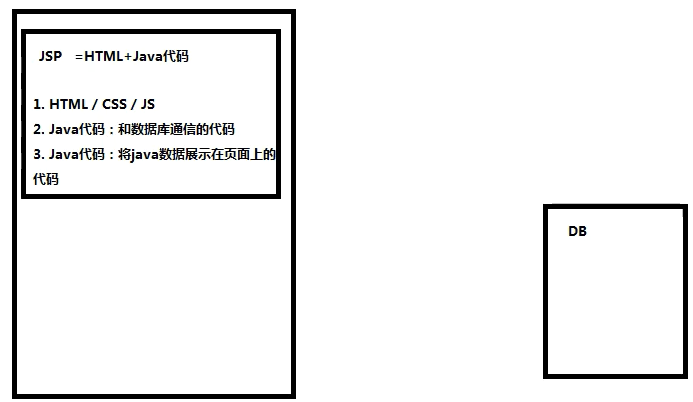 JSP =HTML+Java代码
1. HTML / CSS / JS
2. Java代码：和数据库通信的代码
3. Java代码：将java数据展示在页面上的
代码
DB